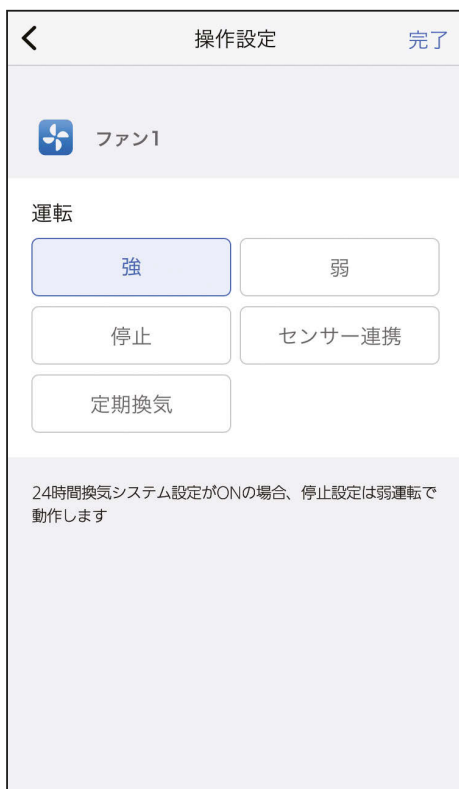 操作設定
完了
ファン1
運転
強
弱
停止
センサー連携
定期換気
24時間換気システム設定がONの場合、停止設定は弱運転で
動作します